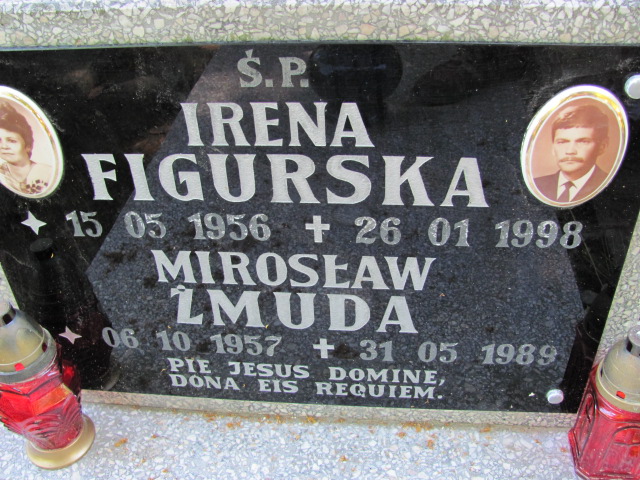 Ś.P.
IRENA
FIGURSKA
15 05 1956 + 26 01 1998
MIROSŁAW
ŻMUDA
06 10 1957 + 31 05 1989
PIE JESUS DOMINE,
DONA EIS REQUIEM.